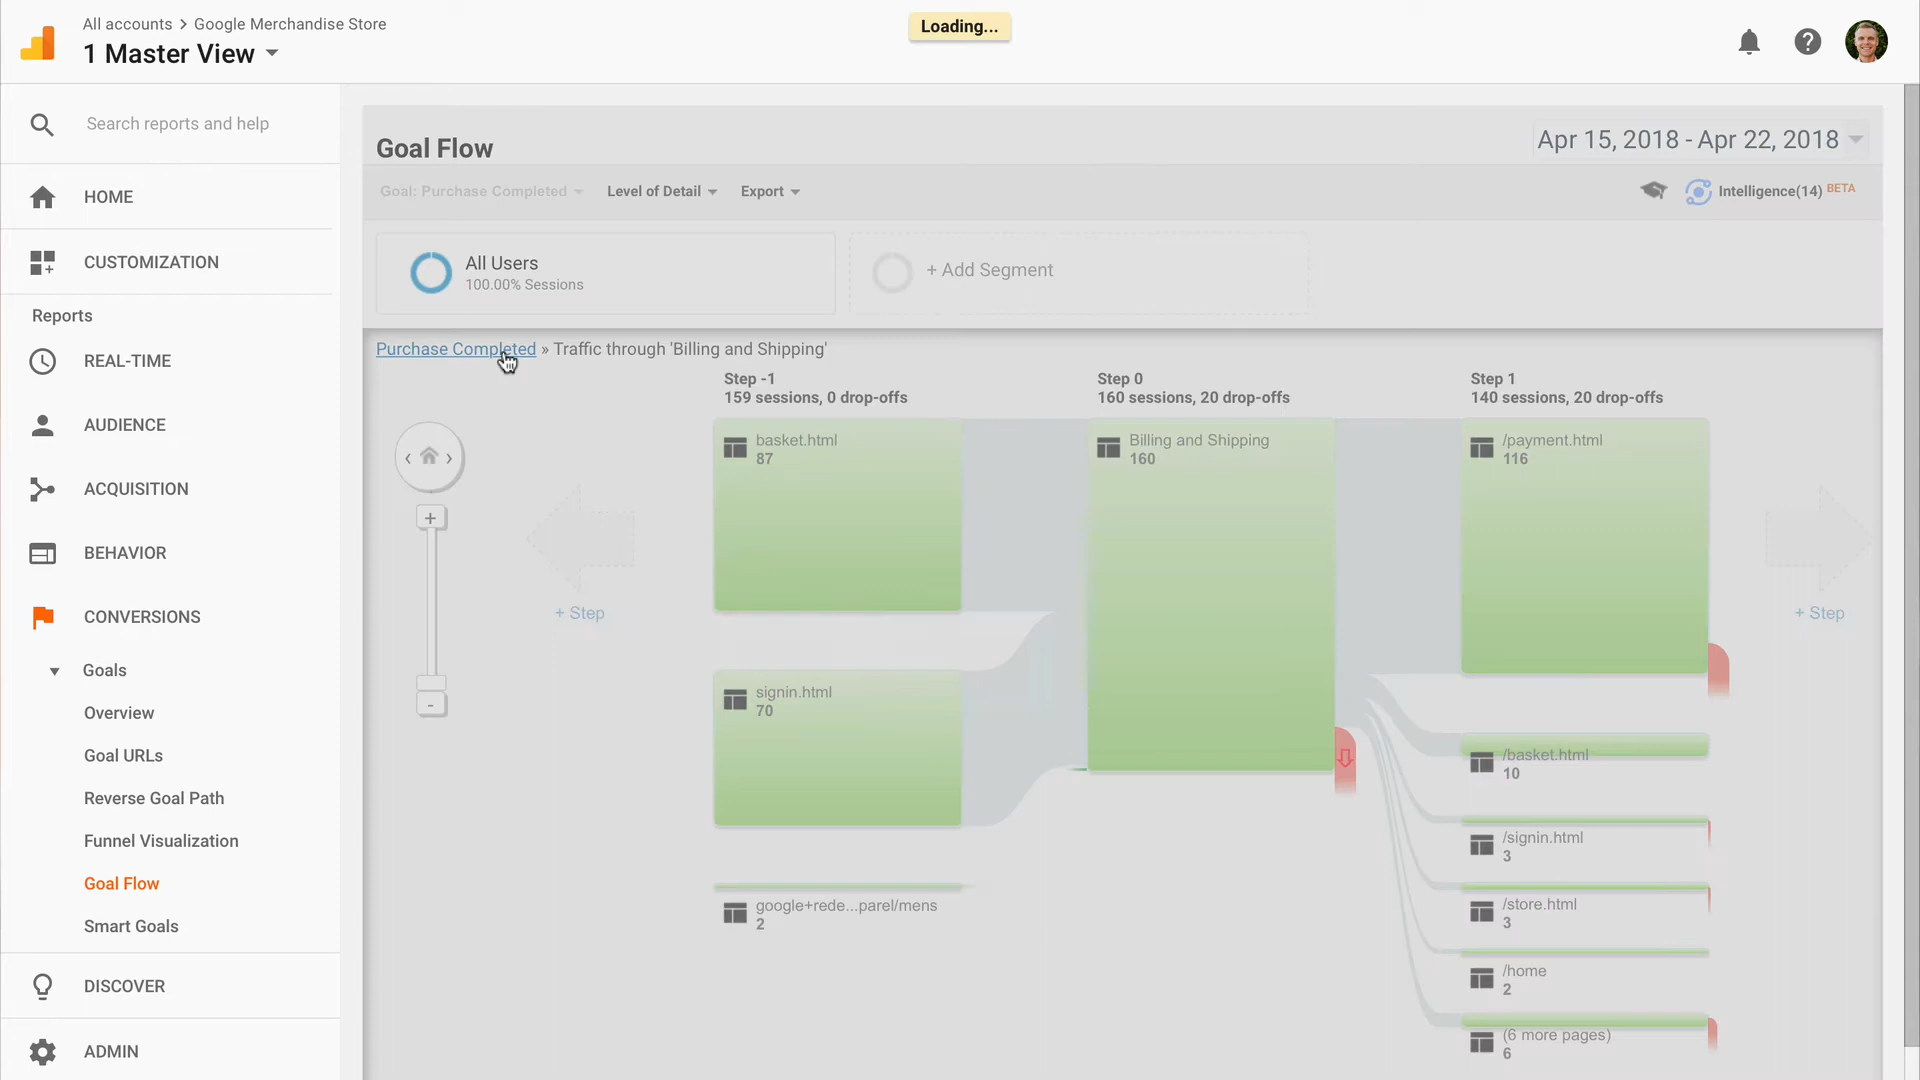 All accounts > Google Merchandise Store
1 Master View
Loading...
Search reports and help
HOME
CUSTOMIZATION
Reports
REAL-TIME
AUDIENCE
ACQUISITION
BEHAVIOR
CONVERSIONS
Goals
Overview
Goal URLs
Reverse Goal Path
Funnel Visualization
Goal Flow
Smart Goals
DISCOVER
ADMIN
Goal Flow
Apr 15, 2018 - Apr 22, 2018
Goal: Purchase Completed
Level of Detail
Export
Intelligence(14) BETA
All Users
100.00% Sessions
+ Add Segment
Purchase Completed » Traffic through 'Billing and Shipping'
+
-
+ Step
Step -1
159 sessions, 0 drop-offs
basket.html
87
signin.html
70
google+rede...parel/mens
2
Step 0
160 sessions, 20 drop-offs
Billing and Shipping
160
Step 1
140 sessions, 20 drop-offs
/payment.html
116
/basket.html
10
/signin.html
3
/store.html
3
/home
2
(6 more pages)
6
+ Step